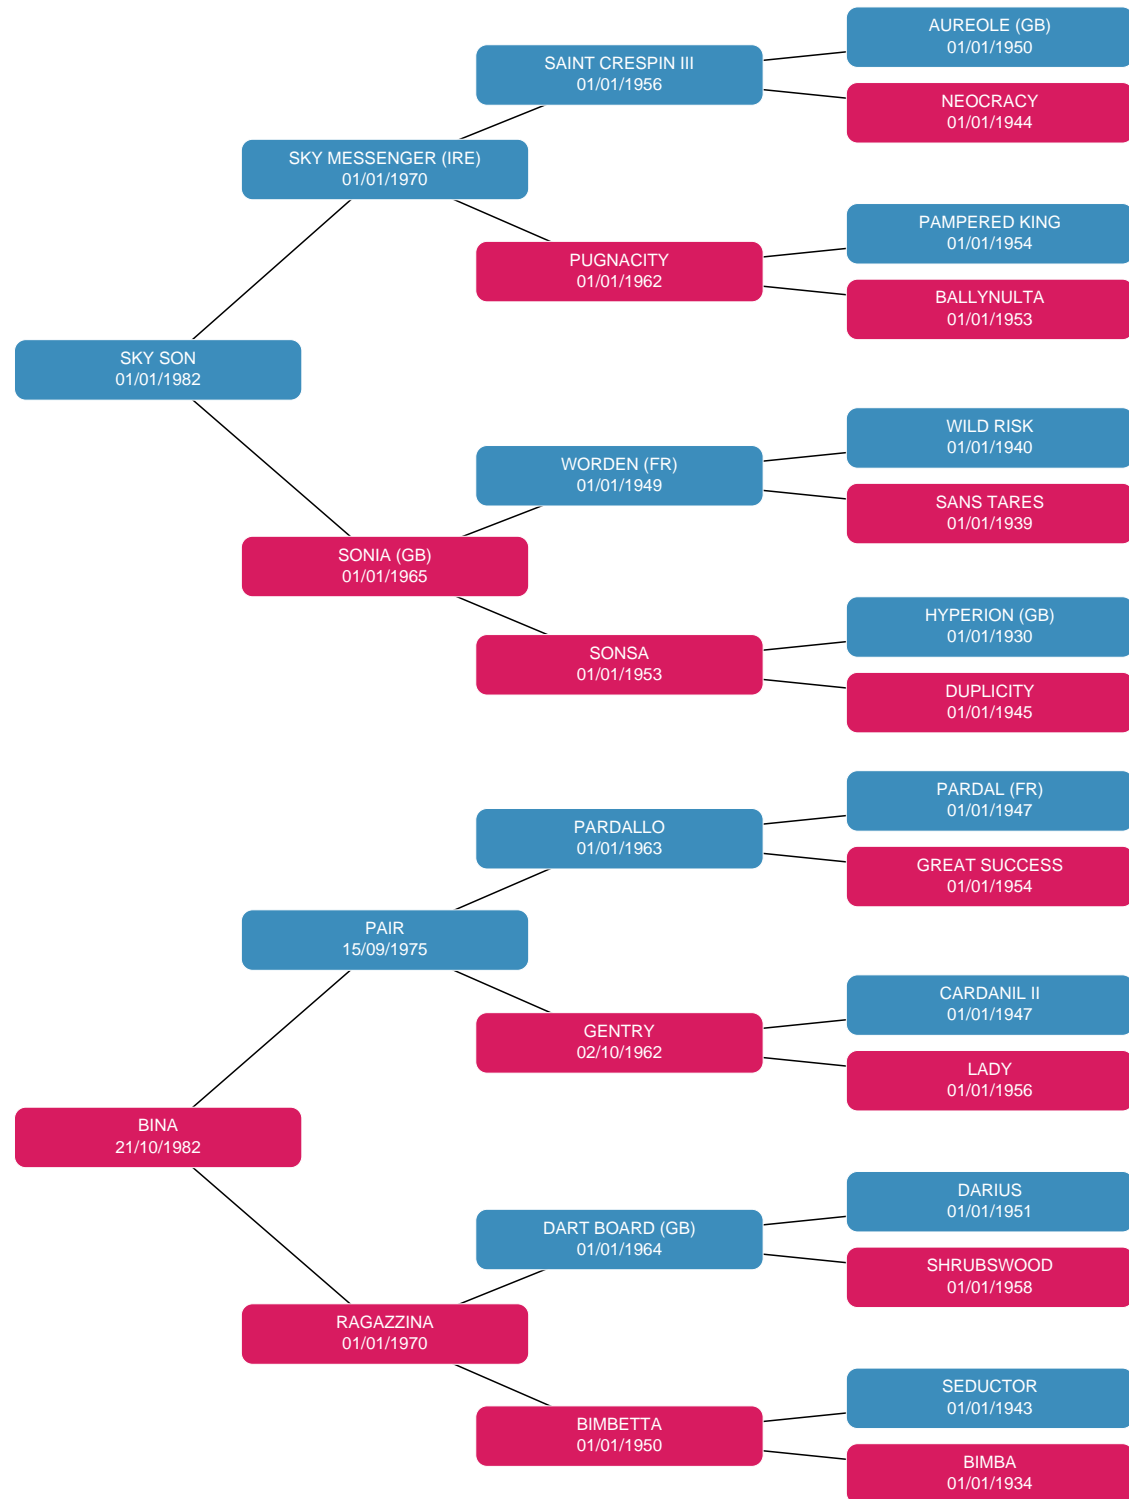 AUREOLE (GB)
01/01/1950
SAINT CRESPIN III
01/01/1956
NEOCRACY
01/01/1944
SKY MESSENGER (IRE)
01/01/1970
PAMPERED KING
01/01/1954
PUGNACITY
01/01/1962
BALLYNULTA
01/01/1953
SKY SON
01/01/1982
WILD RISK
01/01/1940
WORDEN (FR)
01/01/1949
SANS TARES
01/01/1939
SONIA (GB)
01/01/1965
HYPERION (GB)
01/01/1930
SONSA
01/01/1953
DUPLICITY
01/01/1945
PARDAL (FR)
01/01/1947
PARDALLO
01/01/1963
GREAT SUCCESS
01/01/1954
PAIR
15/09/1975
CARDANIL II
01/01/1947
GENTRY
02/10/1962
LADY
01/01/1956
BINA
21/10/1982
DARIUS
01/01/1951
DART BOARD (GB)
01/01/1964
SHRUBSWOOD
01/01/1958
RAGAZZINA
01/01/1970
SEDUCTOR
01/01/1943
BIMBETTA
01/01/1950
BIMBA
01/01/1934